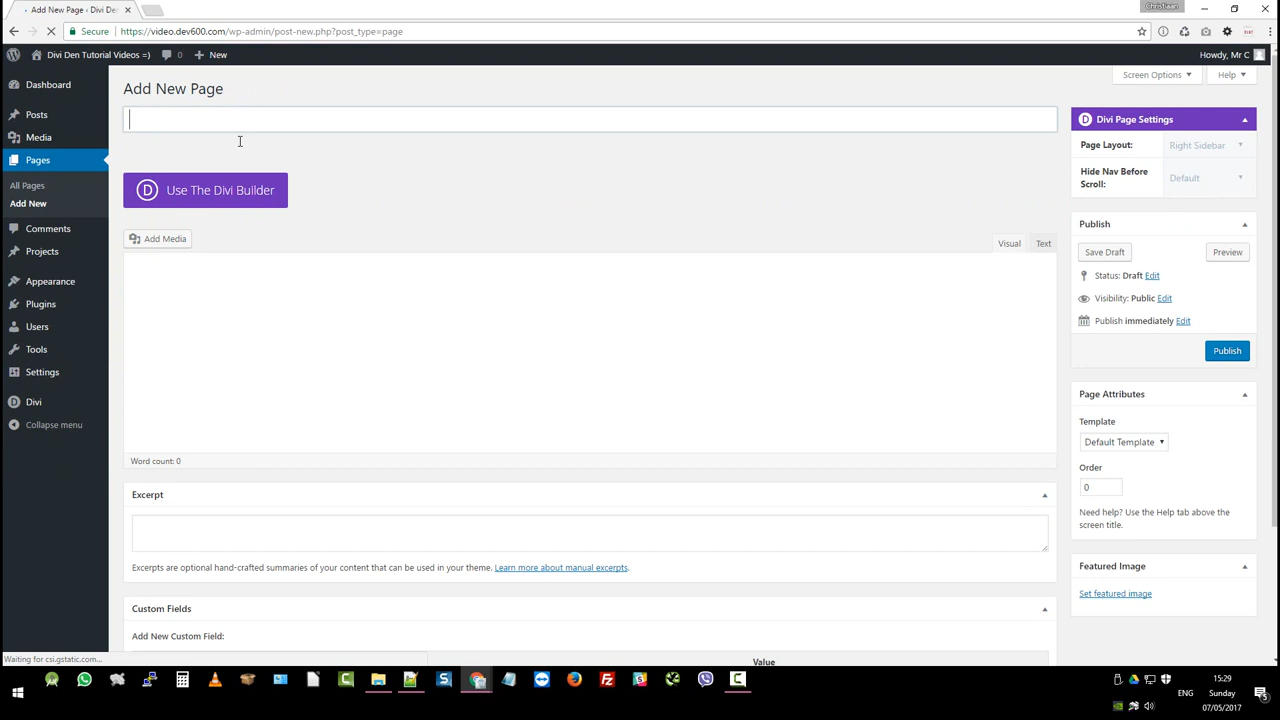 Christiaan
Add New Page ‹ Divi De
Secure
https://video.dev600.com/wp-admin/post-new.php?post_type=page
Divi Den Tutorial Videos =)
0
New
Howdy, Mr C
Dashboard
Posts
Media
Pages
All Pages
Add New
Comments
Projects
Appearance
Plugins
Users
Tools
Settings
Divi
Collapse menu
Add New Page
Screen Options
Help
Use The Divi Builder
Add Media
Visual
Text
Word count: 0
Excerpt
Excerpts are optional hand-crafted summaries of your content that can be used in your theme. Learn more about manual excerpts.
Custom Fields
Add New Custom Field:
Value
Divi Page Settings
Page Layout:
Right Sidebar
Hide Nav Before
Scroll:
Default
Publish
Save Draft
Preview
Status: Draft Edit
Visibility: Public Edit
Publish immediately Edit
Publish
Page Attributes
Template
Default Template
Order
0
Need help? Use the Help tab above the
screen title.
Featured Image
Set featured image
Waiting for csi.gstatic.com...
ENG
15:29
Sunday
07/05/2017